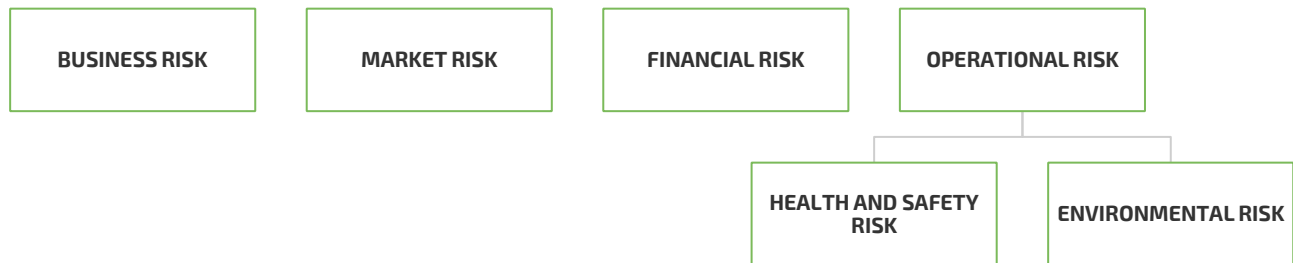 BUSINESS RISK
MARKET RISK
FINANCIAL RISK
OPERATIONAL RISK
HEALTH AND SAFETY
RISK
ENVIRONMENTAL RISK